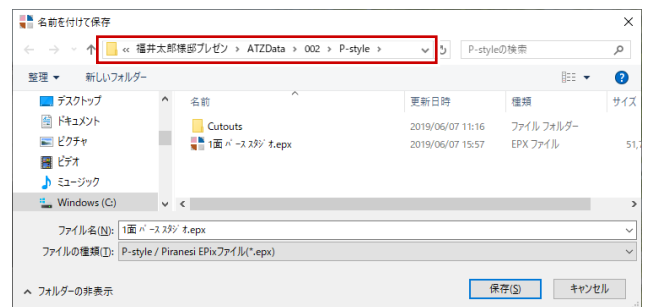 名前を付けて保存
« 福井太郎様邸プレゼン › ATZData › 002 › P-style ›
P-styleの検索
整理 新しいフォルダー
名前 更新日時 種類 サイズ
デスクトップ
ドキュメント
ピクチャ
ビデオ
ミュージック
Windows (C:)
Cutouts 2019/06/07 11:16 ファイル フォルダー
1面 ﾊﾟｰｽ ｽﾀｼﾞｵ.epx 2019/06/07 15:57 EPX ファイル 51,7
ファイル名(N): 1面 ﾊﾟｰｽ ｽﾀｼﾞｵ.epx
ファイルの種類(T): P-style / Piranesi EPixファイル(*.epx)
フォルダーの非表示 保存(S) キャンセル